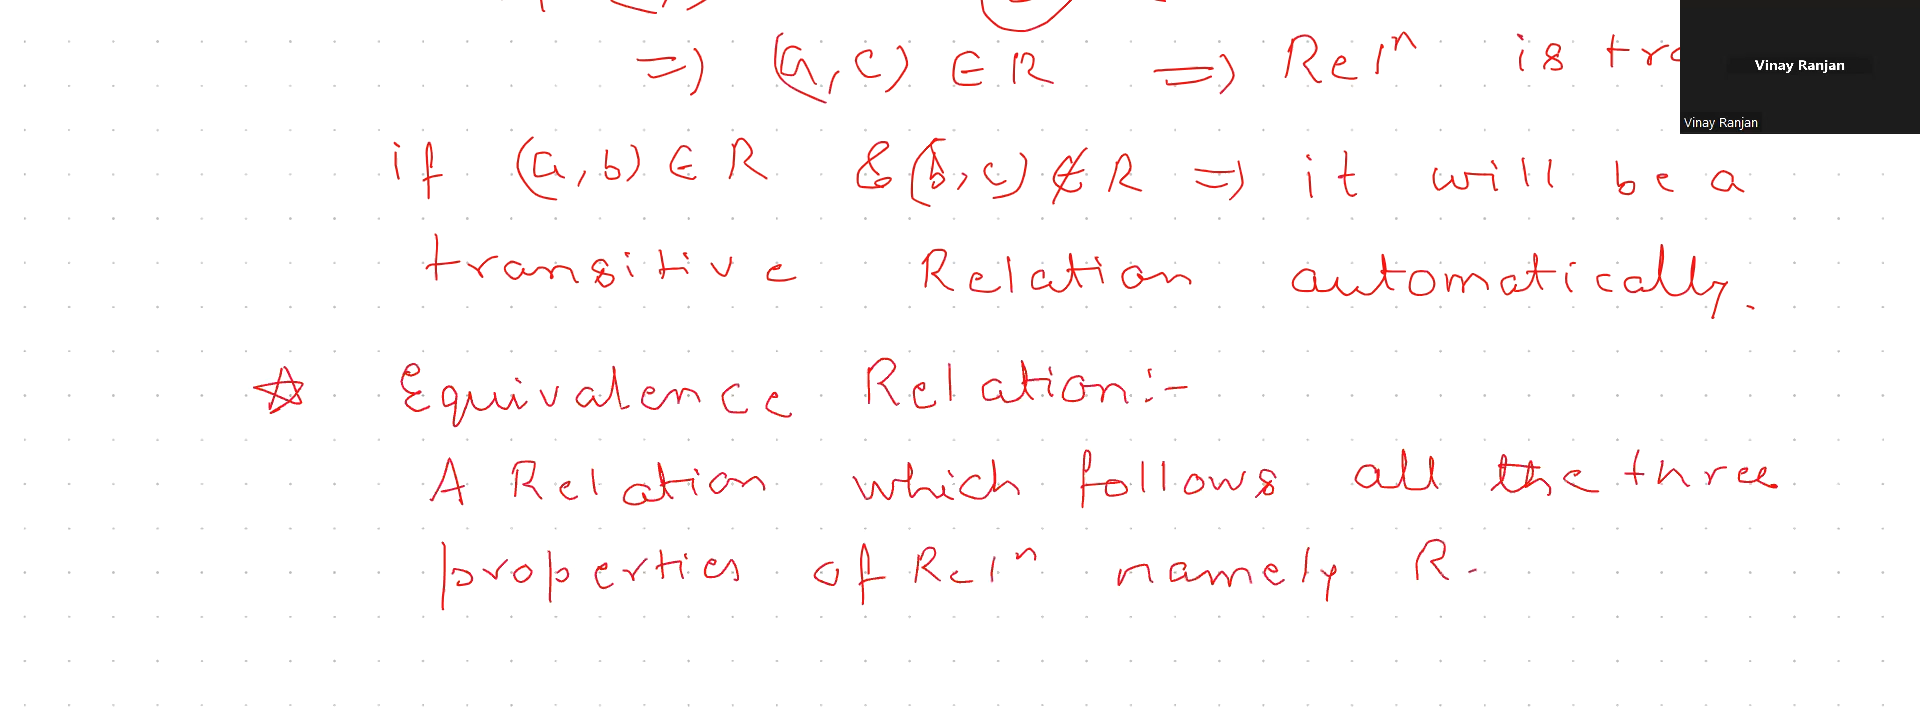 => (a, c) ∈ R => Relⁿ is tra
Vinay Ranjan
Vinay Ranjan
if (a, b) ∈ R & (b, c) ∉ R => it will be a
transitive Relation automatically.
☆ Equivalence Relation:-
A Relation which follows all the three
properties of Relⁿ namely R.